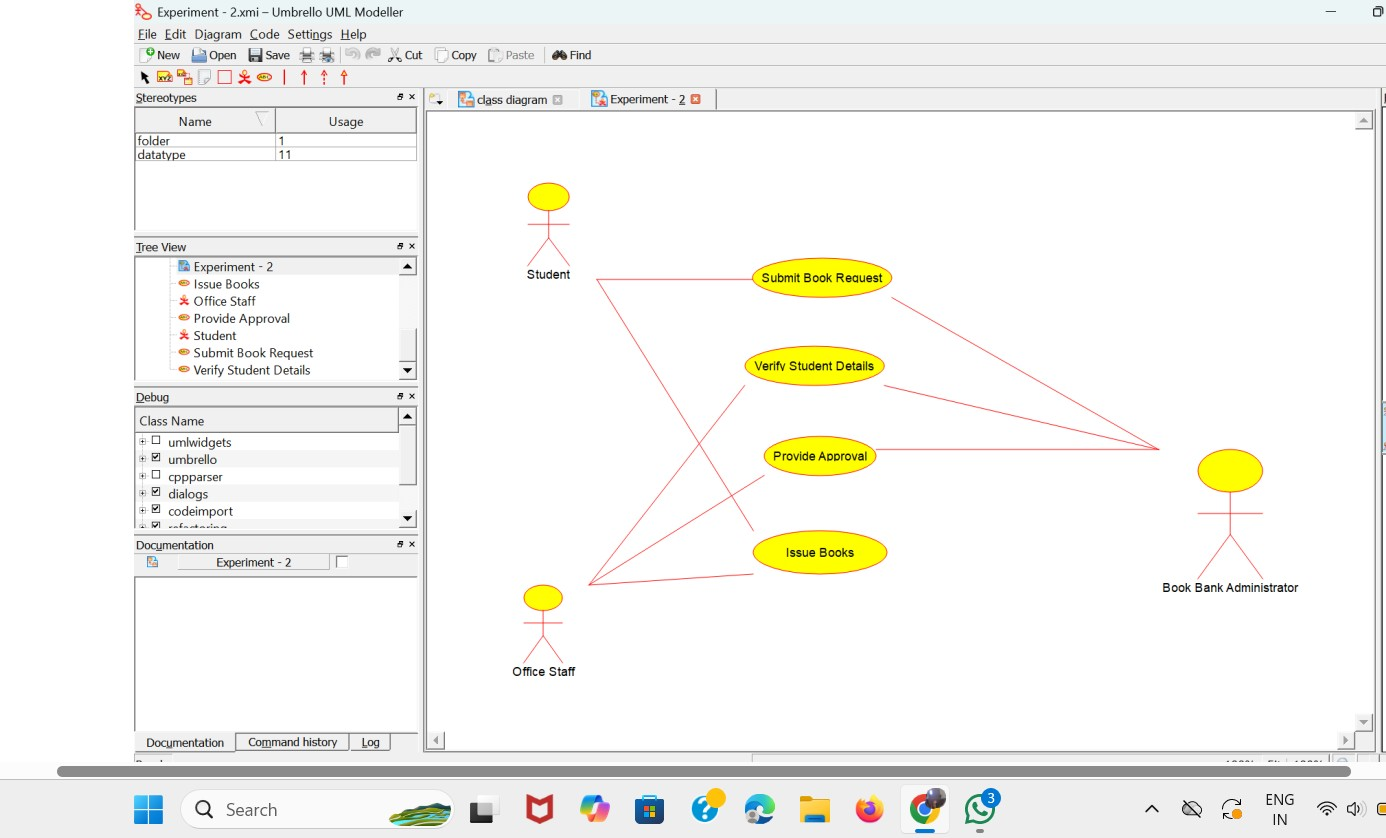 Experiment - 2.xmi – Umbrello UML Modeller
File Edit Diagram Code Settings Help
New Open Save Cut Copy Paste Find
Stereotypes
Name Usage
folder 1
datatype 11
Tree View
Experiment - 2
Issue Books
Office Staff
Provide Approval
Student
Submit Book Request
Verify Student Details
Debug
Class Name
umlwidgets
umbrello
cppparser
dialogs
codeimport
refactoring
Documentation
Experiment - 2
Documentation Command history Log
class diagram Experiment - 2
Student
Submit Book Request
Verify Student Details
Provide Approval
Issue Books
Book Bank Administrator
Office Staff
Search
3
ENG
IN